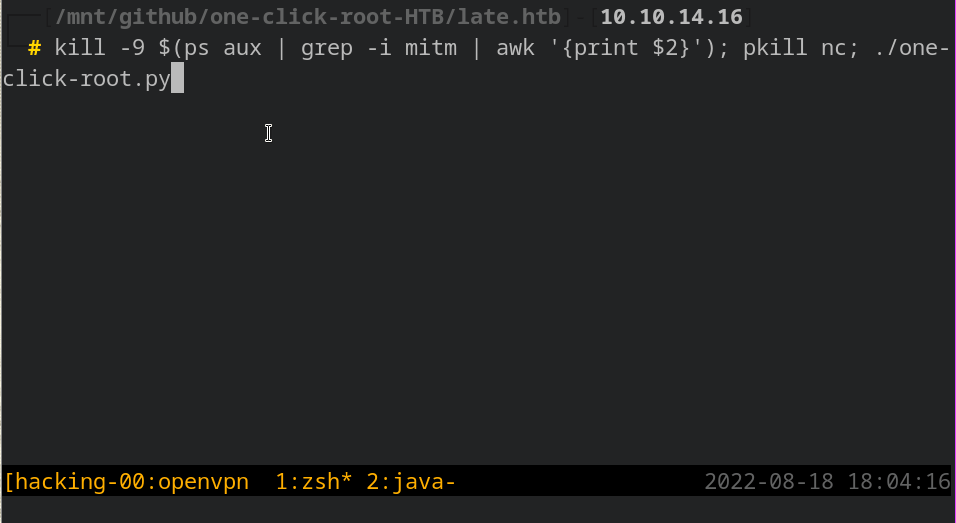 [/mnt/github/one-click-root-HTB/late.htb]-[10.10.14.16]
# kill -9 $(ps aux | grep -i mitm | awk '{print $2}'); pkill nc; ./one-
click-root.py
[hacking-00:openvpn  1:zsh* 2:java- 2022-08-18 18:04:16